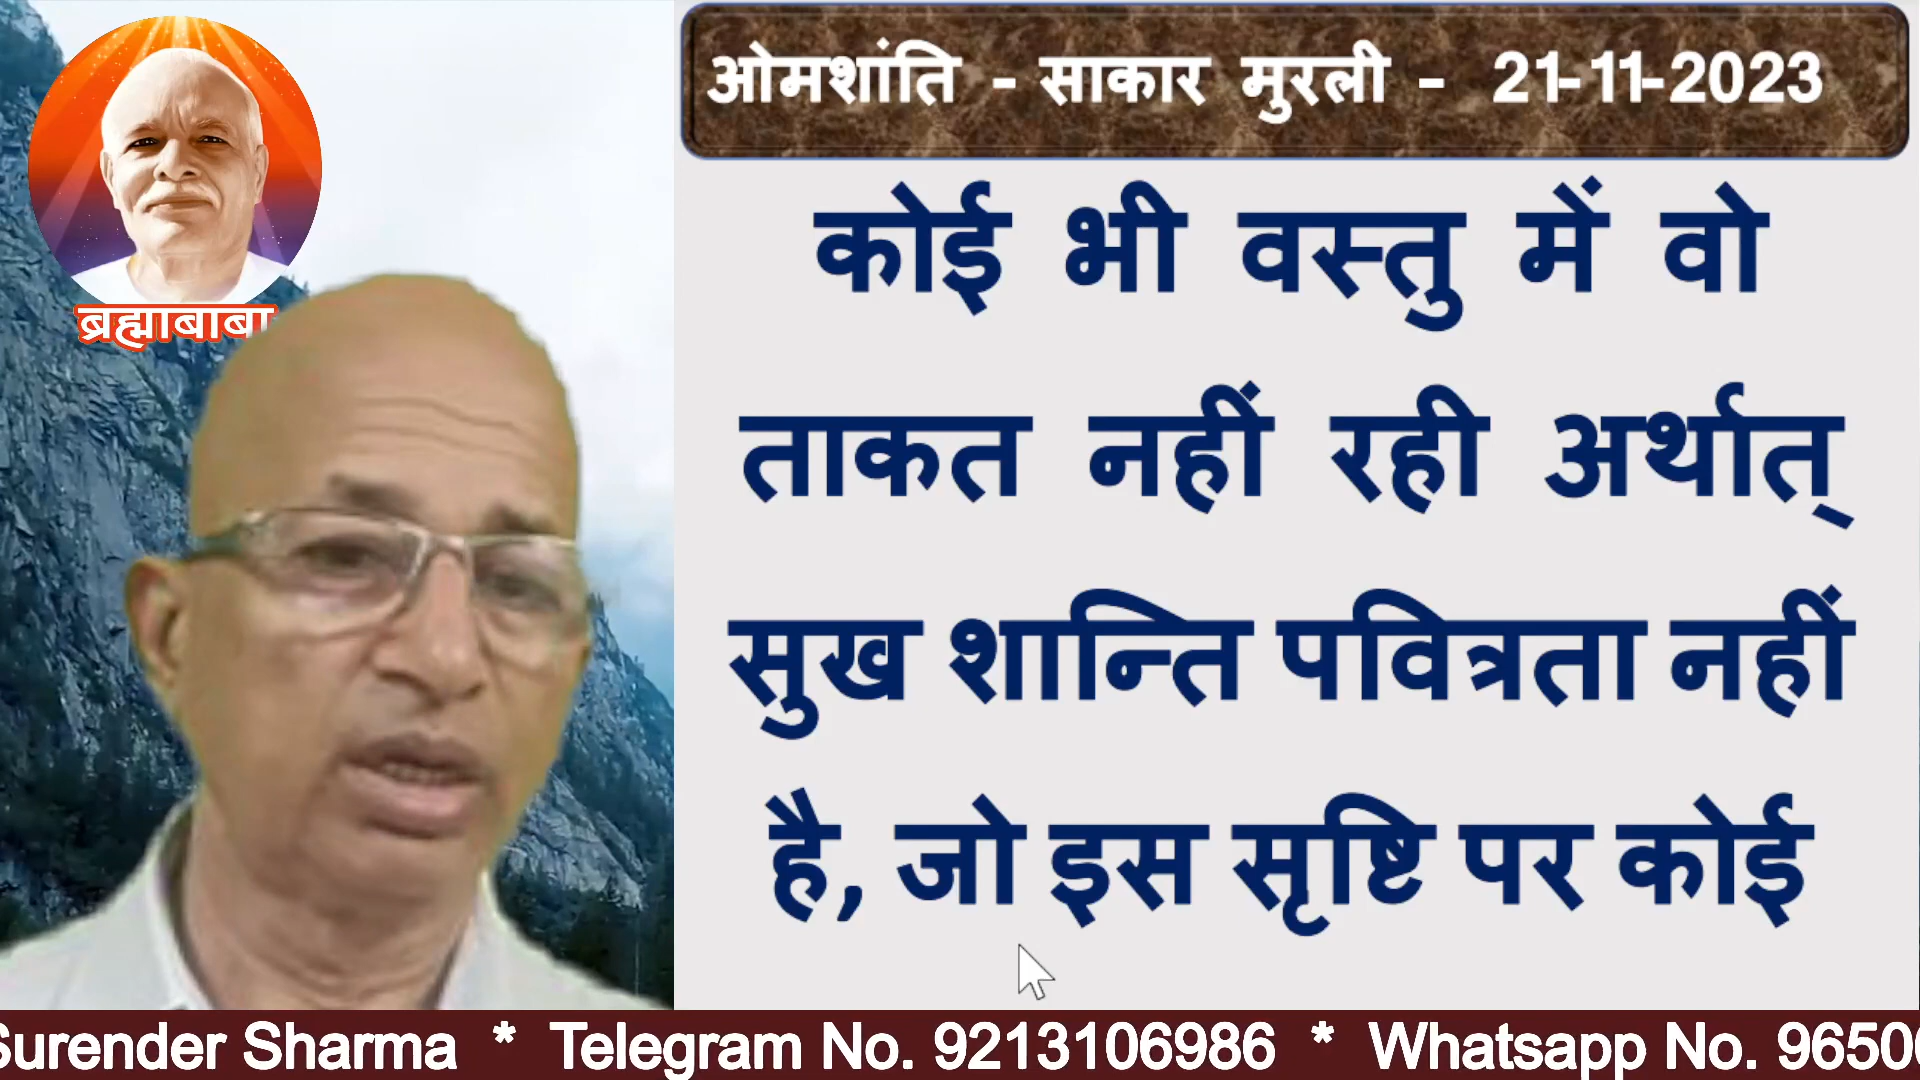 ओमशांति - साकार मुरली - 21-11-2023
ब्रह्माबाबा
कोई भी वस्तु में वो
ताकत नहीं रही अर्थात्
सुख शान्ति पवित्रता नहीं
है, जो इस सृष्टि पर कोई
Surender Sharma * Telegram No. 9213106986 * Whatsapp No. 9650